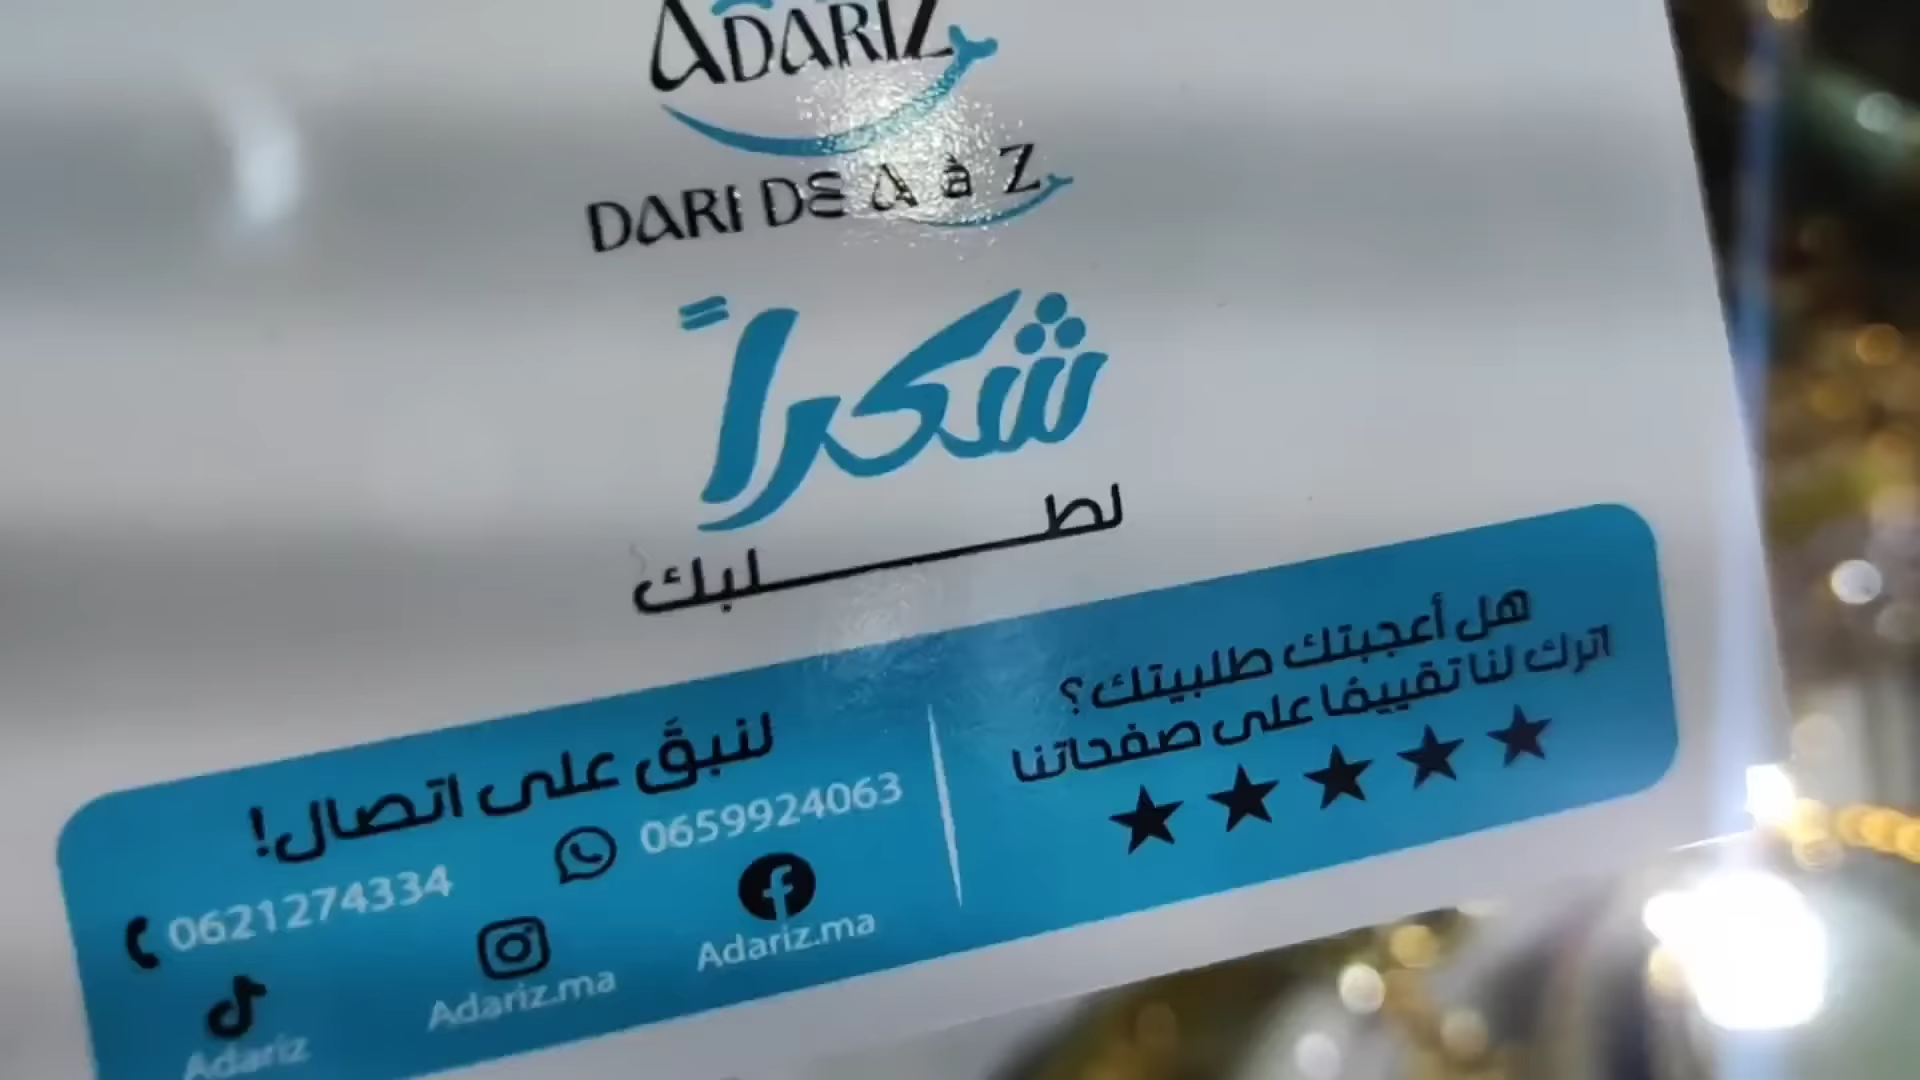 ADARIZ
DARI DE A à Z
شكراً
لطلبك
هل أعجبتك طلبيتك؟
اترك لنا تقييمًا على صفحاتنا
لنبقَ على اتصال!
0659924063
0621274334
Adariz.ma
Adariz.ma
Adariz